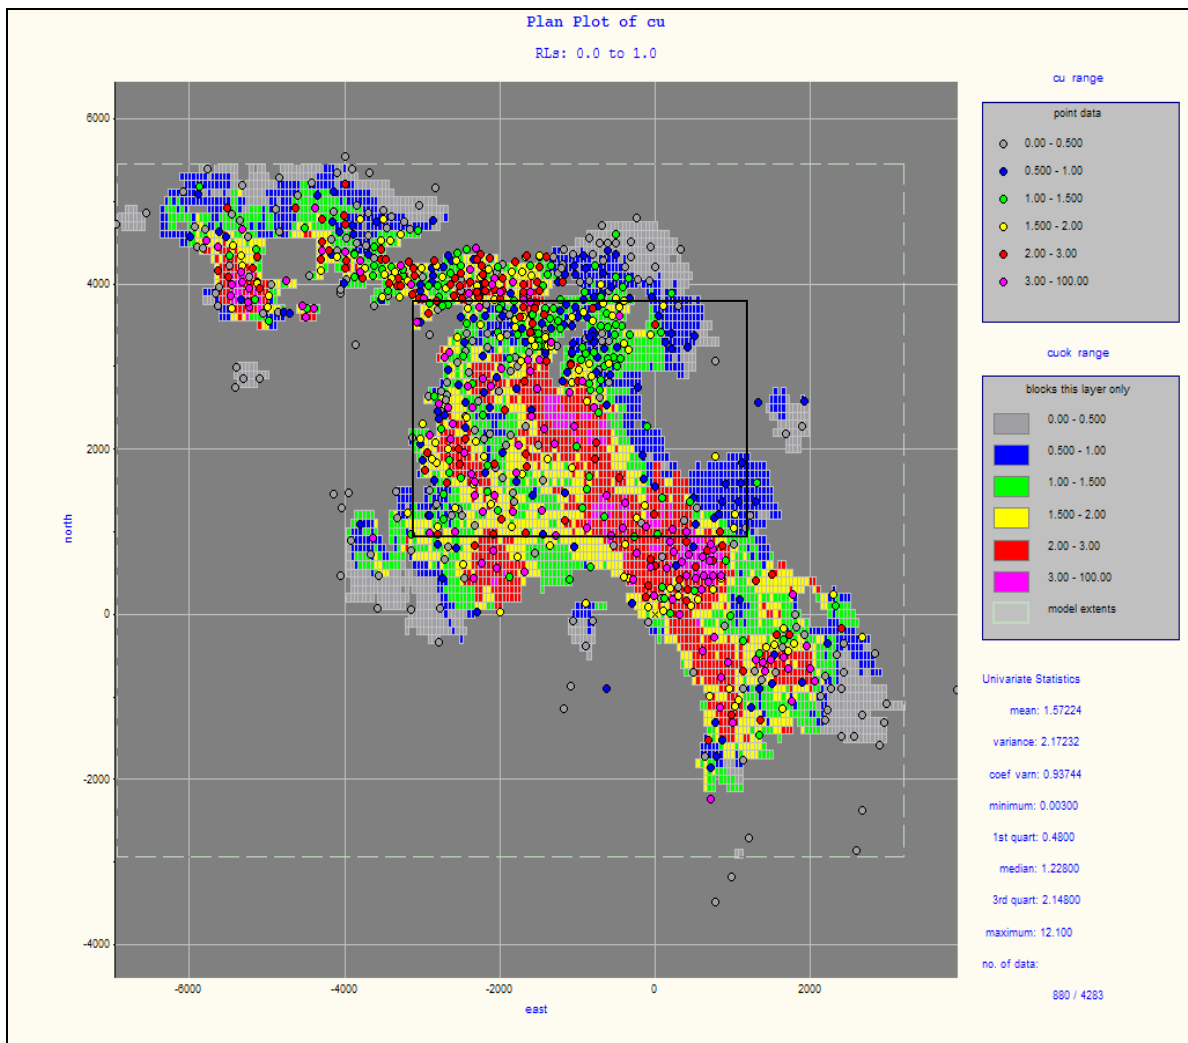 Plan Plot of cu
RLs: 0.0 to 1.0
cu range
point data
0.00 - 0.500
0.500 - 1.00
1.00 - 1.500
1.500 - 2.00
2.00 - 3.00
3.00 - 100.00
cuok range
blocks this layer only
0.00 - 0.500
0.500 - 1.00
1.00 - 1.500
1.500 - 2.00
2.00 - 3.00
3.00 - 100.00
model extents
Univariate Statistics
mean: 1.57224
variance: 2.17232
coef varn: 0.93744
minimum: 0.00300
1st quart: 0.4800
median: 1.22800
3rd quart: 2.14800
maximum: 12.100
no. of data:
880 / 4283
6000
4000
2000
0
-2000
-4000
north
-6000
-4000
-2000
0
2000
east